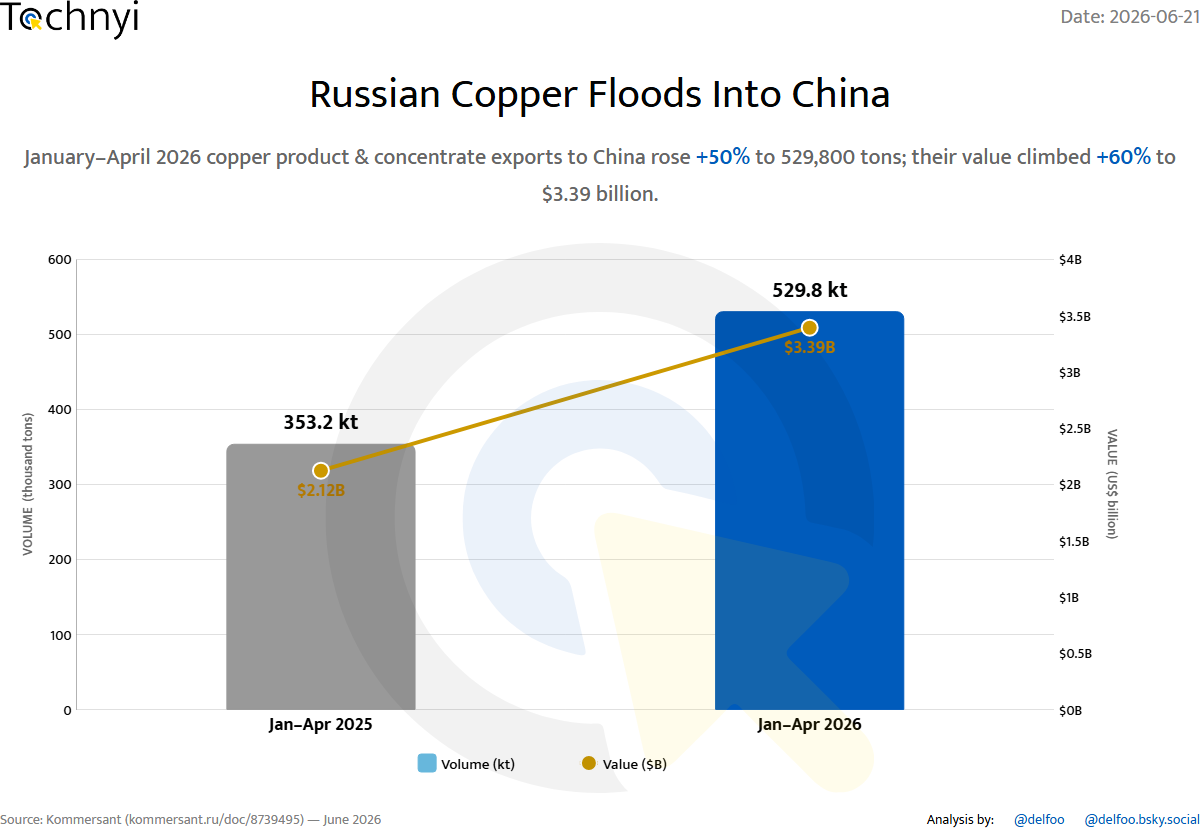 Technyi
Date: 2026-06-21
Russian Copper Floods Into China
January–April 2026 copper product & concentrate exports to China rose +50% to 529,800 tons; their value climbed +60% to
$3.39 billion.
600
500
400
300
200
100
0
VOLUME (thousand tons)
$4B
$3.5B
$3B
$2.5B
$2B
$1.5B
$1B
$0.5B
$0B
VALUE (US$ billion)
353.2 kt
$2.12B
529.8 kt
$3.39B
Jan–Apr 2025
Jan–Apr 2026
Volume (kt)
Value ($B)
Source: Kommersant (kommersant.ru/doc/8739495) — June 2026
Analysis by: @delfoo @delfoo.bsky.social